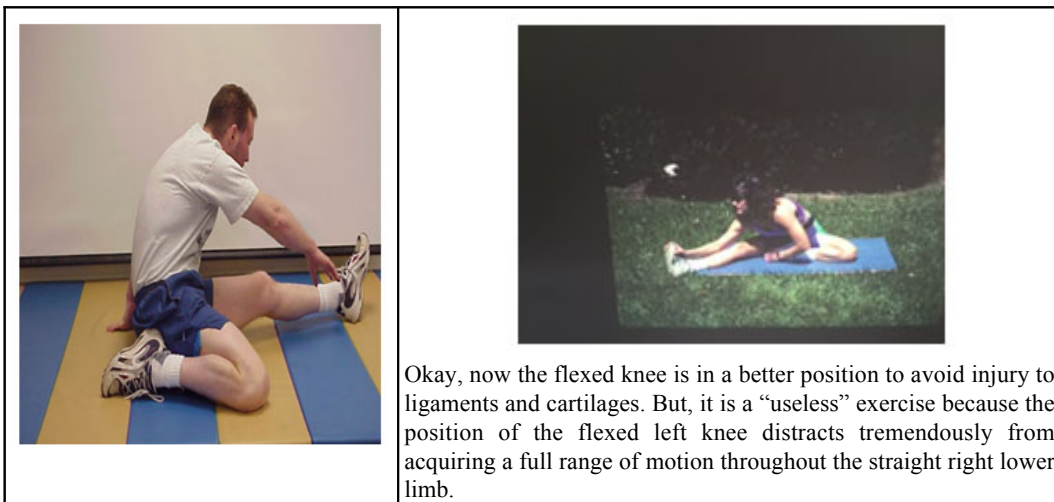 Okay, now the flexed knee is in a better position to avoid injury to
ligaments and cartilages. But, it is a “useless” exercise because the
position of the flexed left knee distracts tremendously from
acquiring a full range of motion throughout the straight right lower
limb.